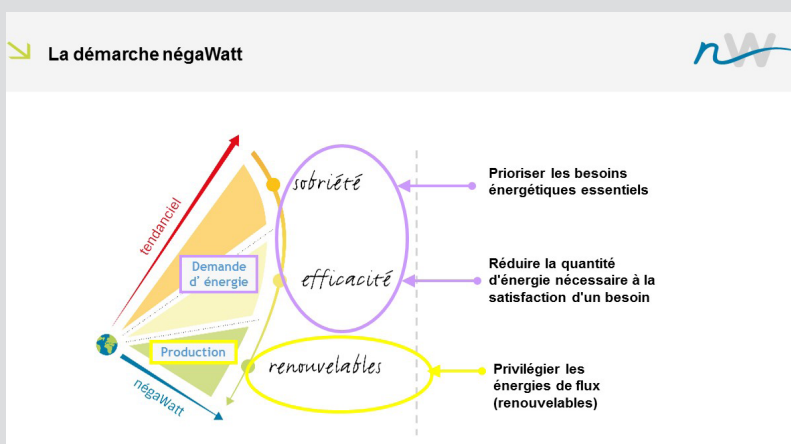 La démarche négaWatt
nW
sobriété
Prioriser les besoins
énergétiques essentiels
tendanciel
Demande
d' énergie
efficacité
Réduire la quantité
d'énergie nécessaire à la
satisfaction d'un besoin
Production
renouvelables
Privilégier les
énergies de flux
(renouvelables)
négaWatt